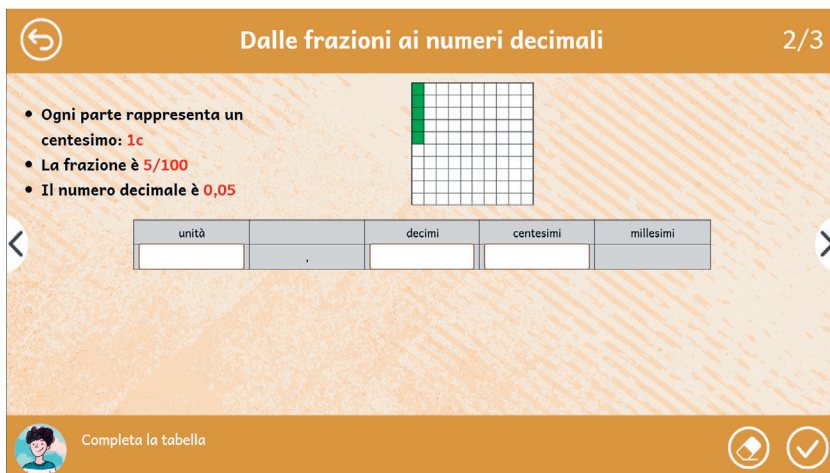 Dalle frazioni ai numeri decimali
2/3
• Ogni parte rappresenta un
centesimo: 1c
• La frazione è 5/100
• Il numero decimale è 0,05
unità decimi centesimi millesimi
,
Completa la tabella